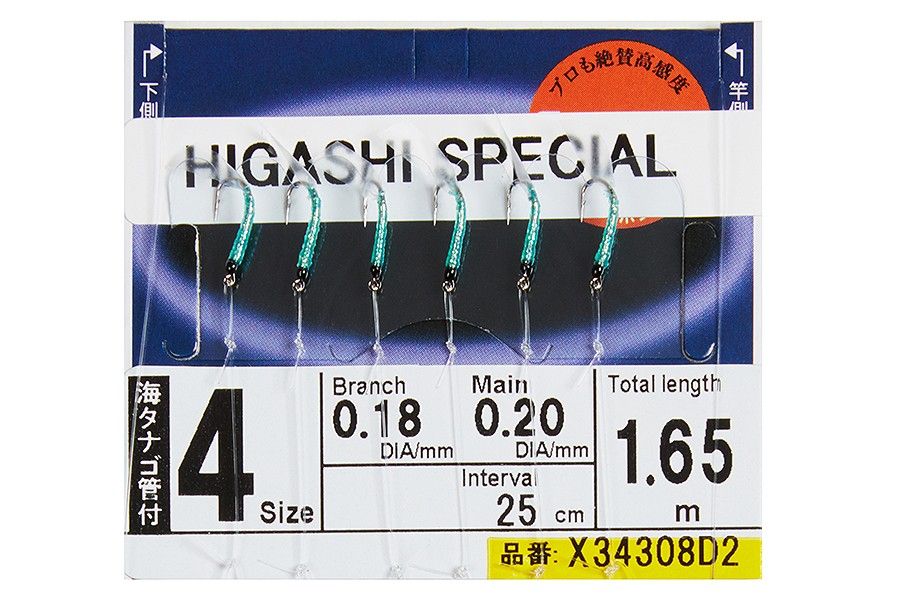 下側
プロも絶賛高感度
竿側
HIGASHI SPECIAL
海タナゴ管付
4 Size
Branch
0.18
DIA/mm
Main
0.20
DIA/mm
Interval
25 cm
Total length
1.65
m
品番: X34308D2